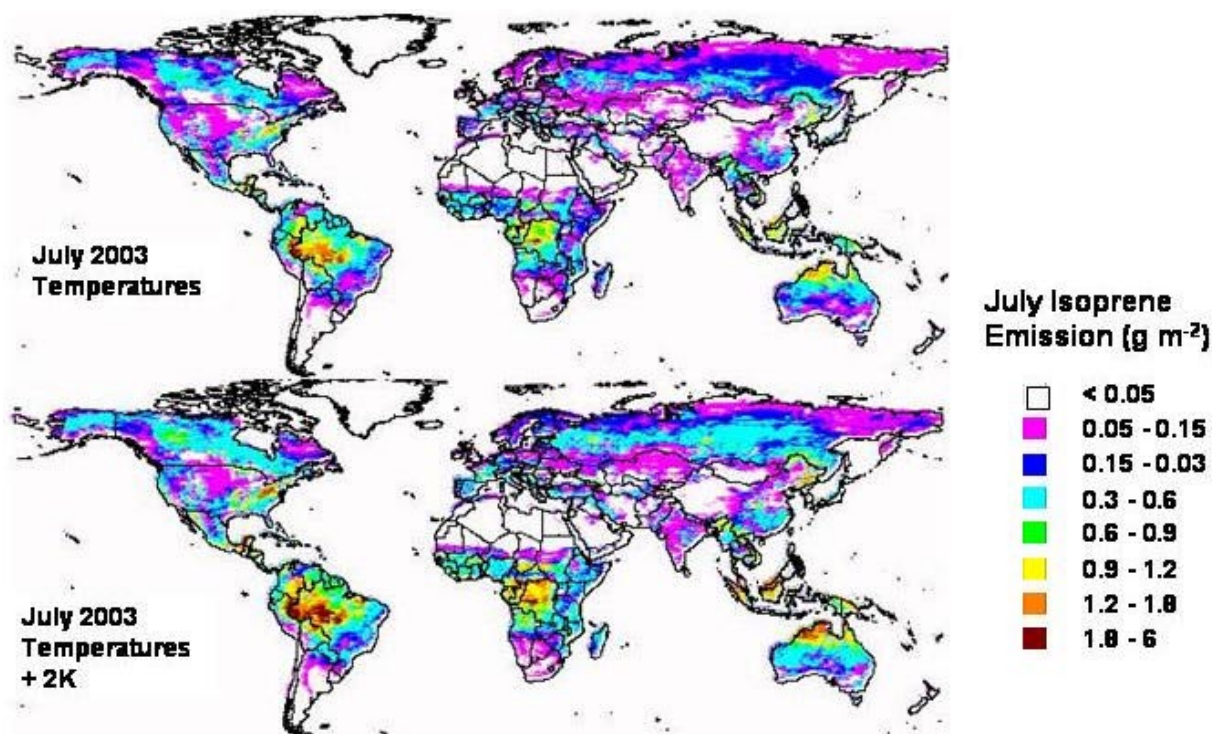 July 2003
Temperatures
July 2003
Temperatures
+ 2K
July Isoprene
Emission (g m-2)
< 0.05
0.05 - 0.15
0.15 - 0.03
0.3 - 0.6
0.6 - 0.9
0.9 - 1.2
1.2 - 1.8
1.8 - 6